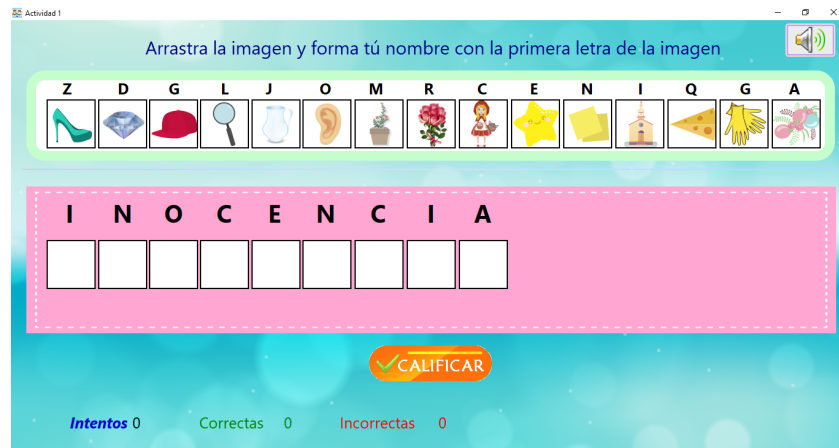 Actividad 1
Arrastra la imagen y forma tú nombre con la primera letra de la imagen
Z D G L J O M R C E N I Q G A
I N O C E N C I A
CALIFICAR
Intentos 0 Correctas 0 Incorrectas 0